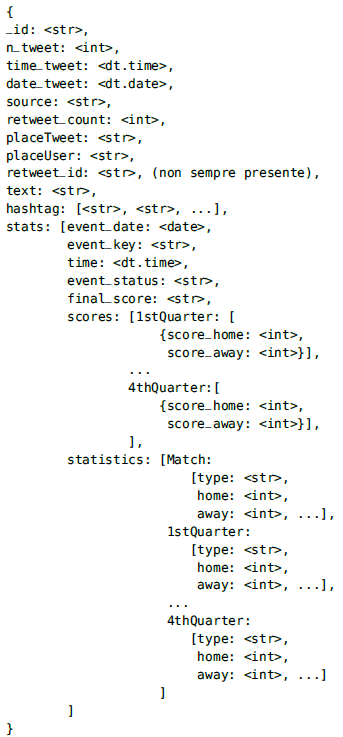 {
_id: <str>,
n_tweet: <int>,
time_tweet: <dt.time>,
date_tweet: <dt.date>,
source: <str>,
retweet_count: <int>,
placeTweet: <str>,
placeUser: <str>,
retweet_id: <str>, (non sempre presente),
text: <str>,
hashtag: [<str>, <str>, ...],
stats: [event_date: <date>,
event_key: <str>,
time: <dt.time>,
event_status: <str>,
final_score: <str>,
scores: [1stQuarter: [
{score_home: <int>,
score_away: <int>}],
...
4thQuarter:[
{score_home: <int>,
score_away: <int>}],
],
statistics: [Match:
[type: <str>,
home: <int>,
away: <int>, ...],
1stQuarter:
[type: <str>,
home: <int>,
away: <int>, ...],
...
4thQuarter:
[type: <str>,
home: <int>,
away: <int>, ...]
]
]
}